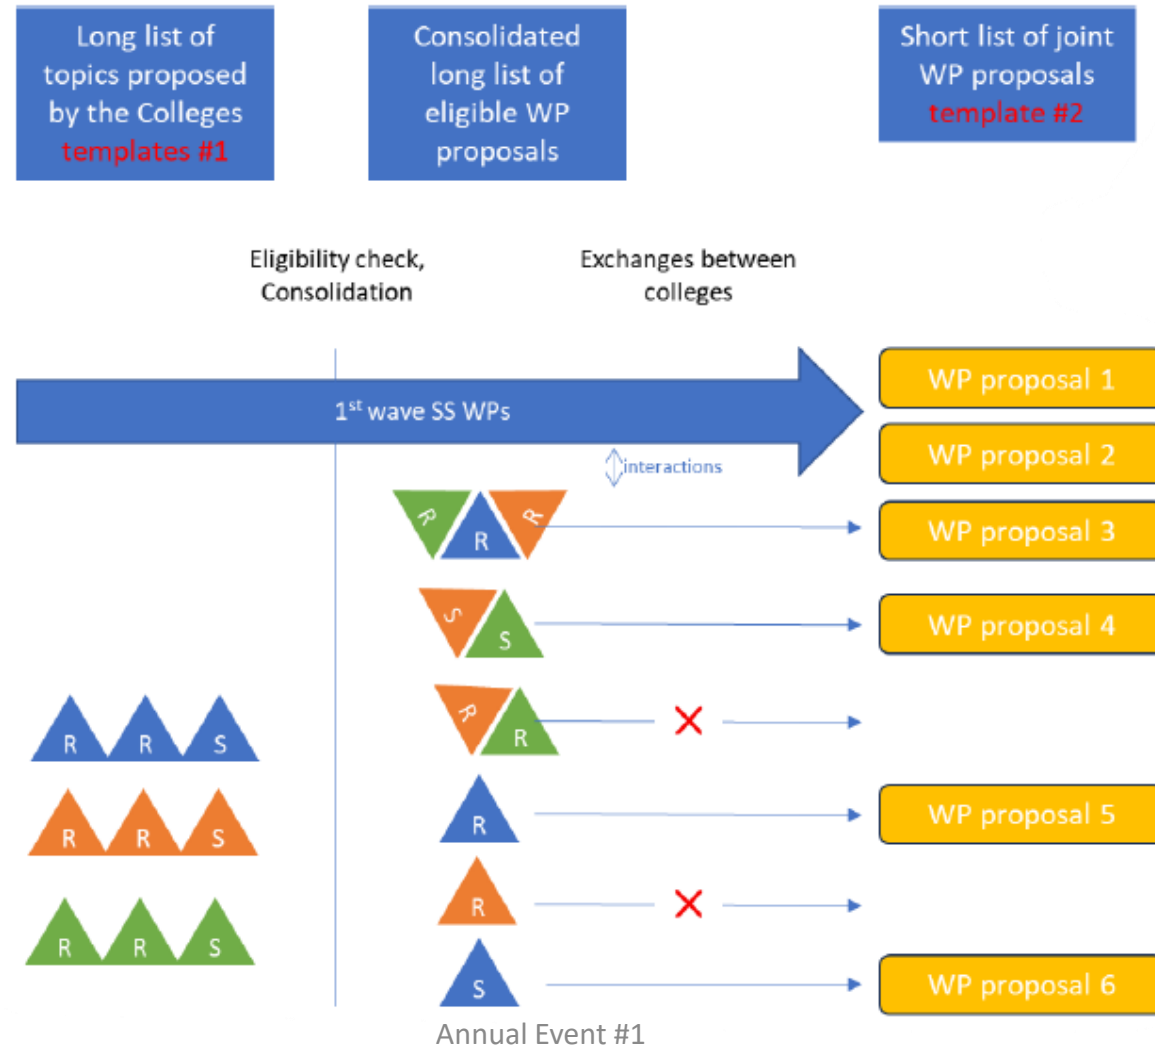 Long list of
topics proposed
by the Colleges
templates #1
Consolidated
long list of
eligible WP
proposals
Short list of joint
WP proposals
template #2
Eligibility check,
Consolidation
Exchanges between
colleges
1st wave SS WPs
interactions
WP proposal 1
WP proposal 2
R R R
WP proposal 3
S S
WP proposal 4
R R
R R S
R
WP proposal 5
R R S
R
R R S
S
WP proposal 6
Annual Event #1